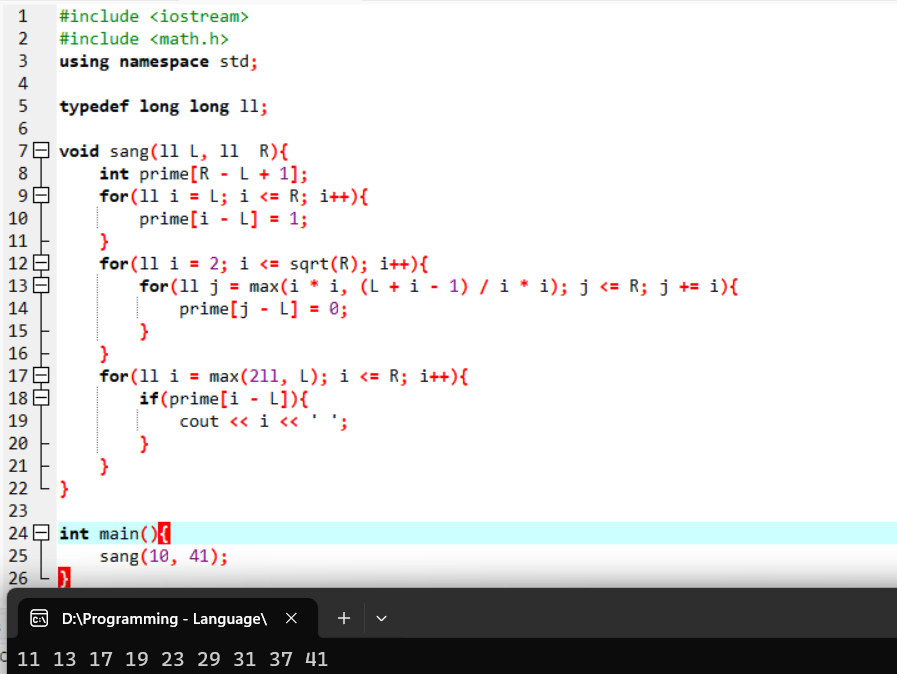 1 #include <iostream>
2 #include <math.h>
3 using namespace std;
4
5 typedef long long ll;
6
7 void sang(ll L, ll  R){
8     int prime[R - L + 1];
9     for(ll i = L; i <= R; i++){
10         prime[i - L] = 1;
11     }
12     for(ll i = 2; i <= sqrt(R); i++){
13         for(ll j = max(i * i, (L + i - 1) / i * i); j <= R; j += i){
14             prime[j - L] = 0;
15         }
16     }
17     for(ll i = max(2ll, L); i <= R; i++){
18         if(prime[i - L]){
19             cout << i << ' ';
20         }
21     }
22 }
23
24 int main(){
25     sang(10, 41);
26 }
D:\Programming - Language\
11 13 17 19 23 29 31 37 41